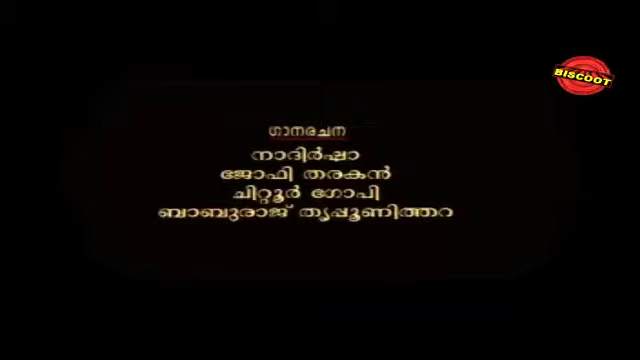 BISCOOT
ഗാനരചന
നാദിർഷാ
ജോഫി തരകൻ
ചിറ്റൂർ ഗോപി
ബാബുരാജ് തൃപ്പൂണിത്തറ